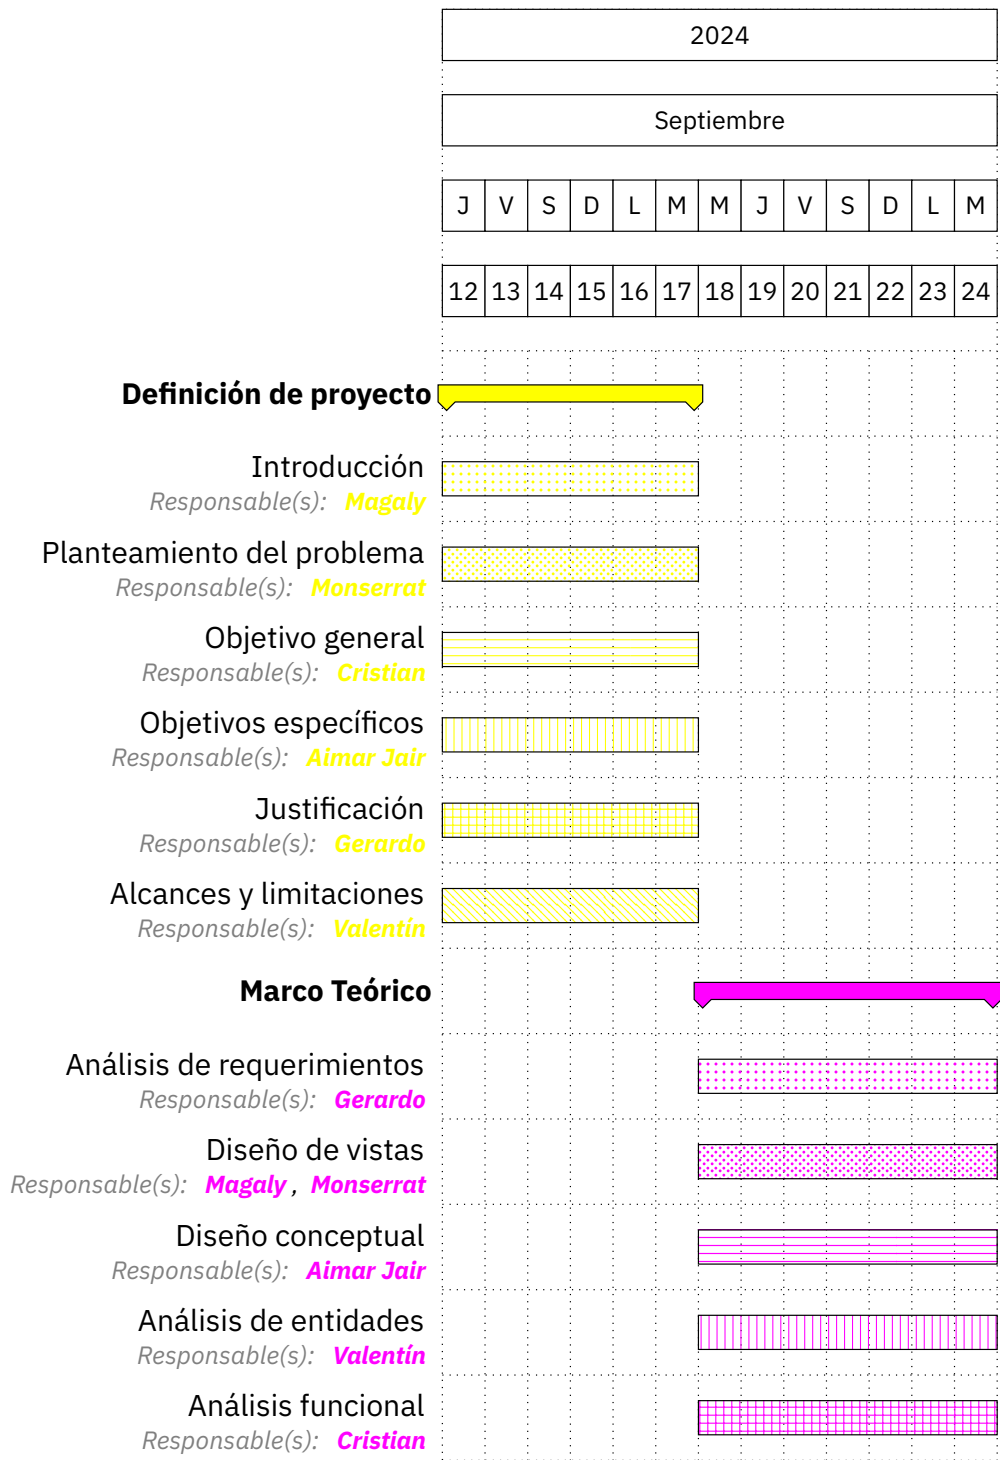 2024
Septiembre
J V S D L M M J V S D L M
12 13 14 15 16 17 18 19 20 21 22 23 24
Definición de proyecto
Introducción
Responsable(s): Magaly
Planteamiento del problema
Responsable(s): Monserrat
Objetivo general
Responsable(s): Cristian
Objetivos específicos
Responsable(s): Aimar Jair
Justificación
Responsable(s): Gerardo
Alcances y limitaciones
Responsable(s): Valentín
Marco Teórico
Análisis de requerimientos
Responsable(s): Gerardo
Diseño de vistas
Responsable(s): Magaly , Monserrat
Diseño conceptual
Responsable(s): Aimar Jair
Análisis de entidades
Responsable(s): Valentín
Análisis funcional
Responsable(s): Cristian